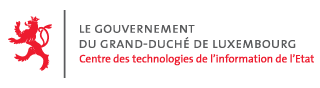 LE GOUVERNEMENT
DU GRAND-DUCHÉ DE LUXEMBOURG
Centre des technologies de l'information de l'Etat